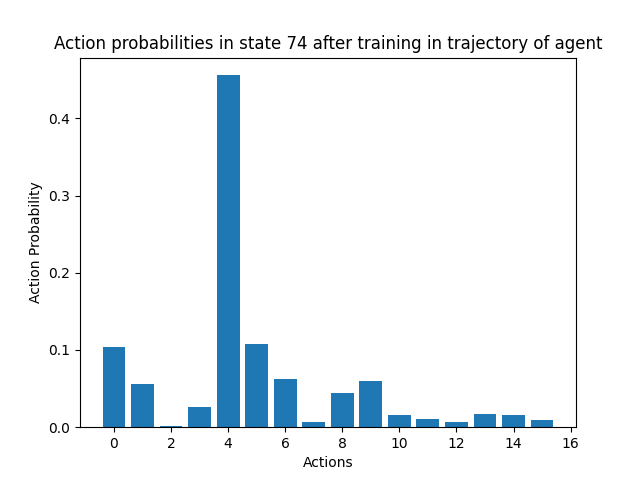 Action probabilities in state 74 after training in trajectory of agent
0.4
0.3
0.2
0.1
0.0
Action Probability
0 2 4 6 8 10 12 14 16
Actions